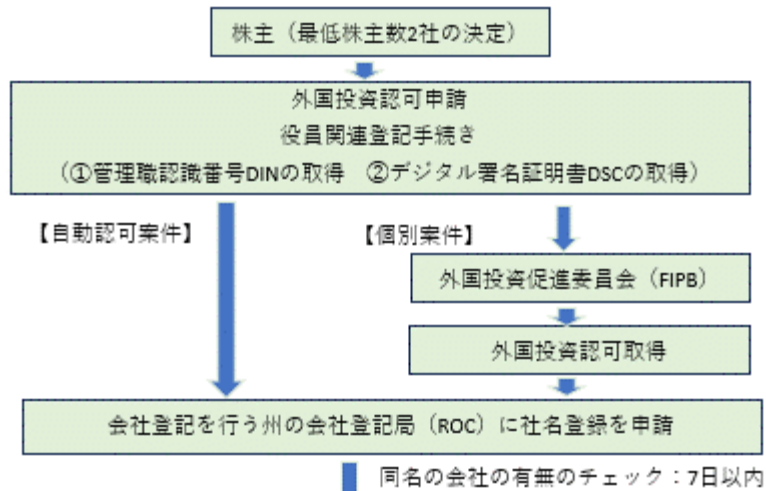 株主（最低株主数2社の決定）
外国投資認可申請
役員関連登記手続き
（①管理職認識番号DINの取得　②デジタル署名証明書DSCの取得）
【自動認可案件】
【個別案件】
外国投資促進委員会（FIPB）
外国投資認可取得
会社登記を行う州の会社登記局（ROC）に社名登録を申請
同名の会社の有無のチェック：7日以内